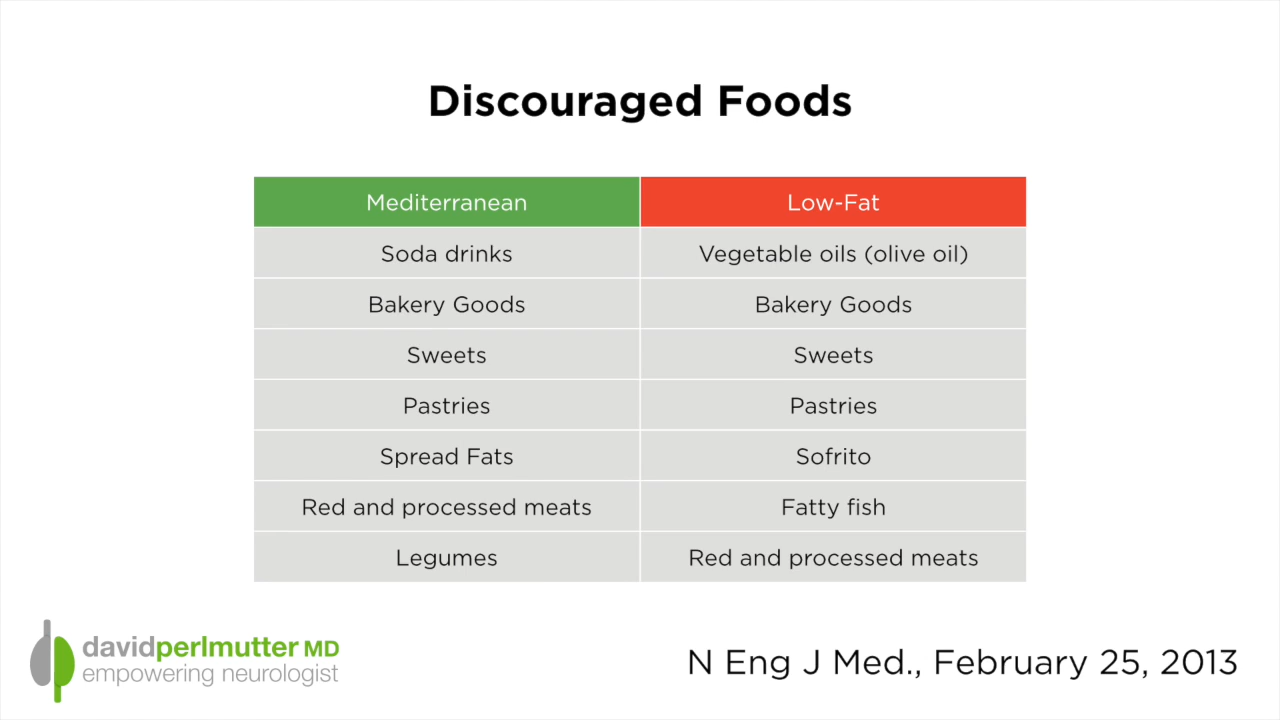 Discouraged Foods
Mediterranean Low-Fat
Soda drinks Vegetable oils (olive oil)
Bakery Goods Bakery Goods
Sweets Sweets
Pastries Pastries
Spread Fats Sofrito
Red and processed meats Fatty fish
Legumes Red and processed meats
davidperlmutter MD
empowering neurologist
N Eng J Med., February 25, 2013